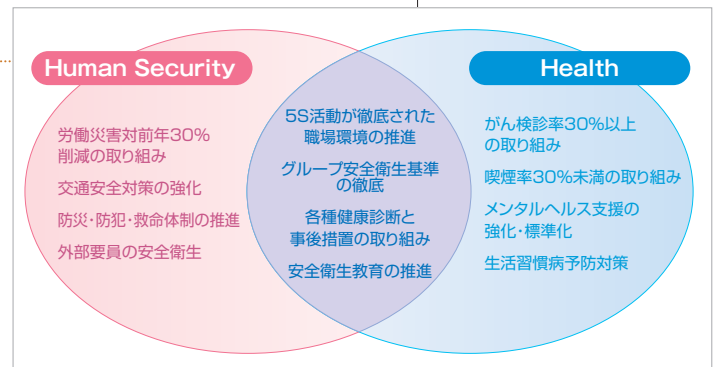 Human Security
労働災害対前年30%
削減の取り組み
交通安全対策の強化
防災・防犯・救命体制の推進
外部要員の安全衛生
5S活動が徹底された
職場環境の推進
グループ安全衛生基準
の徹底
各種健康診断と
事後措置の取り組み
安全衛生教育の推進
Health
がん検診率30%以上
の取り組み
喫煙率30%未満の取り組み
メンタルヘルス支援の
強化・標準化
生活習慣病予防対策